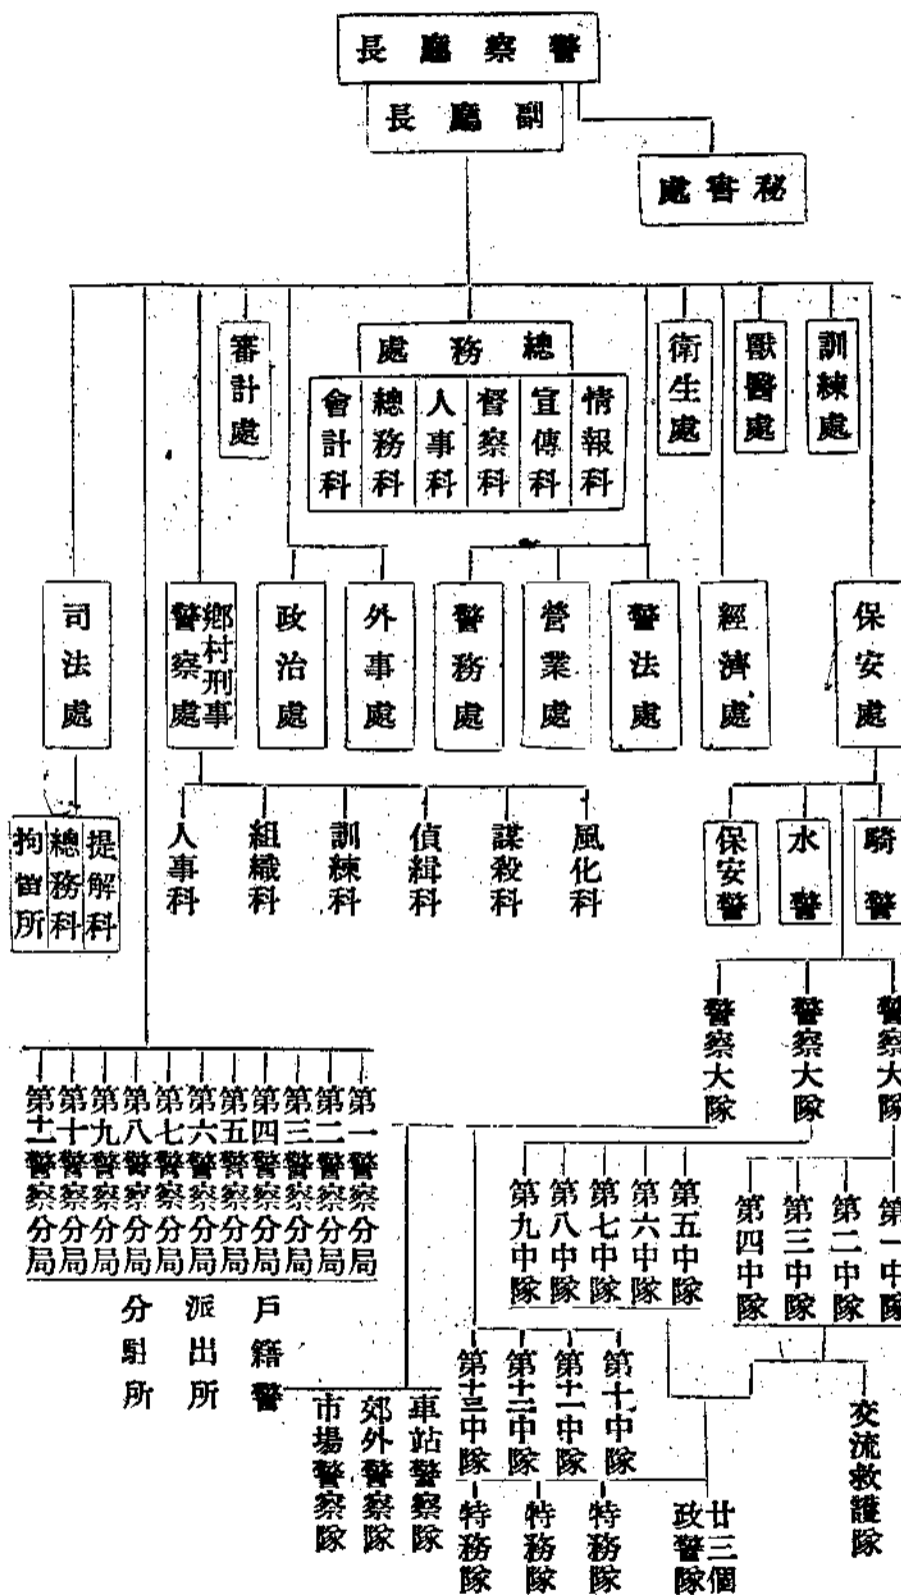 警察廳長
副廳長
秘書處
訓練處
獸醫處
衛生處
總務處
情報科
宣傳科
督察科
人事科
總務科
會計科
審計處
保安處
經濟處
警法處
營業處
警務處
外事處
政治處
鄉村刑事
警察處
司法處
騎警
水警
保安警
風化科
謀殺科
偵緝科
訓練科
組織科
人事科
提解科
總務科
拘留所
警察大隊
警察大隊
警察大隊
第一警察分局
第二警察分局
第三警察分局
第四警察分局
第五警察分局
第六警察分局
第七警察分局
第八警察分局
第九警察分局
第十警察分局
第十一警察分局
第一中隊
第二中隊
第三中隊
第四中隊
第五中隊
第六中隊
第七中隊
第八中隊
第九中隊
戶籍警
派出所
分駐所
第十中隊
第十一中隊
第十二中隊
第十三中隊
車站警察隊
郊外警察隊
市場警察隊
交流救護隊
廿三個
政警隊
特務隊
特務隊
特務隊